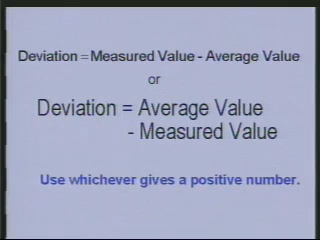 Deviation = Measured Value - Average Value
or
Deviation = Average Value
- Measured Value
Use whichever gives a positive number.